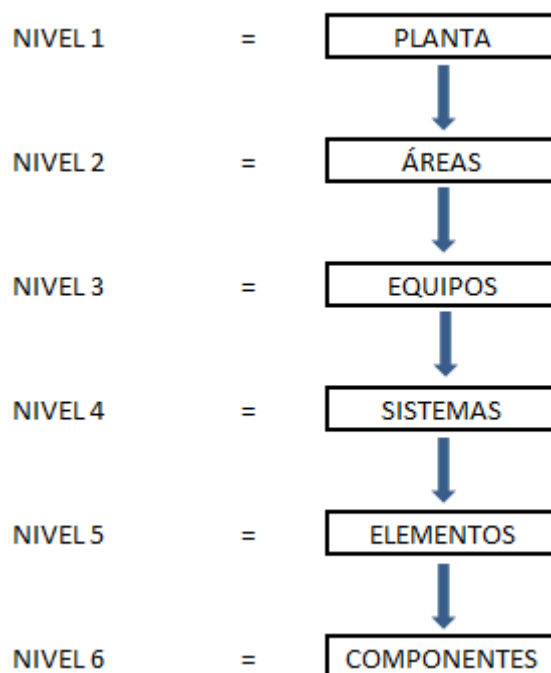 NIVEL 1 = PLANTA
NIVEL 2 = ÁREAS
NIVEL 3 = EQUIPOS
NIVEL 4 = SISTEMAS
NIVEL 5 = ELEMENTOS
NIVEL 6 = COMPONENTES